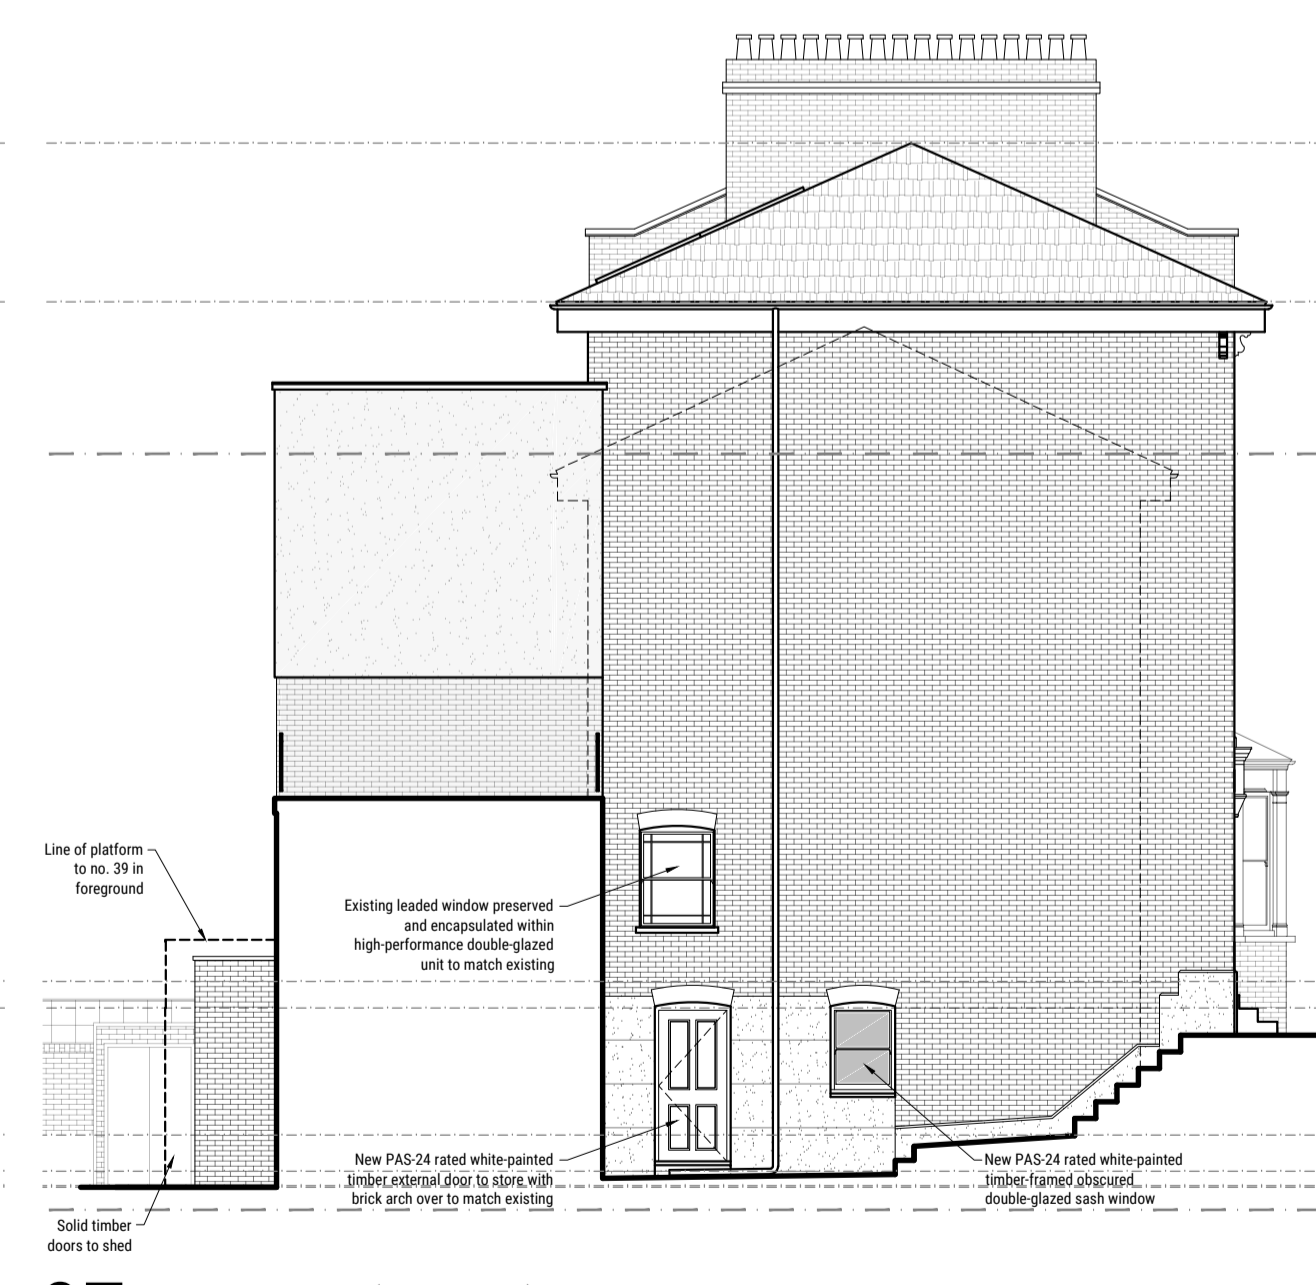 Line of platform
to no. 39 in
foreground
Existing leaded window preserved
and encapsulated within
high-performance double-glazed
unit to match existing
New PAS-24 rated white-painted
timber external door to store with
brick arch over to match existing
New PAS-24 rated white-painted
timber-framed obscured
double-glazed sash window
Solid timber
doors to shed